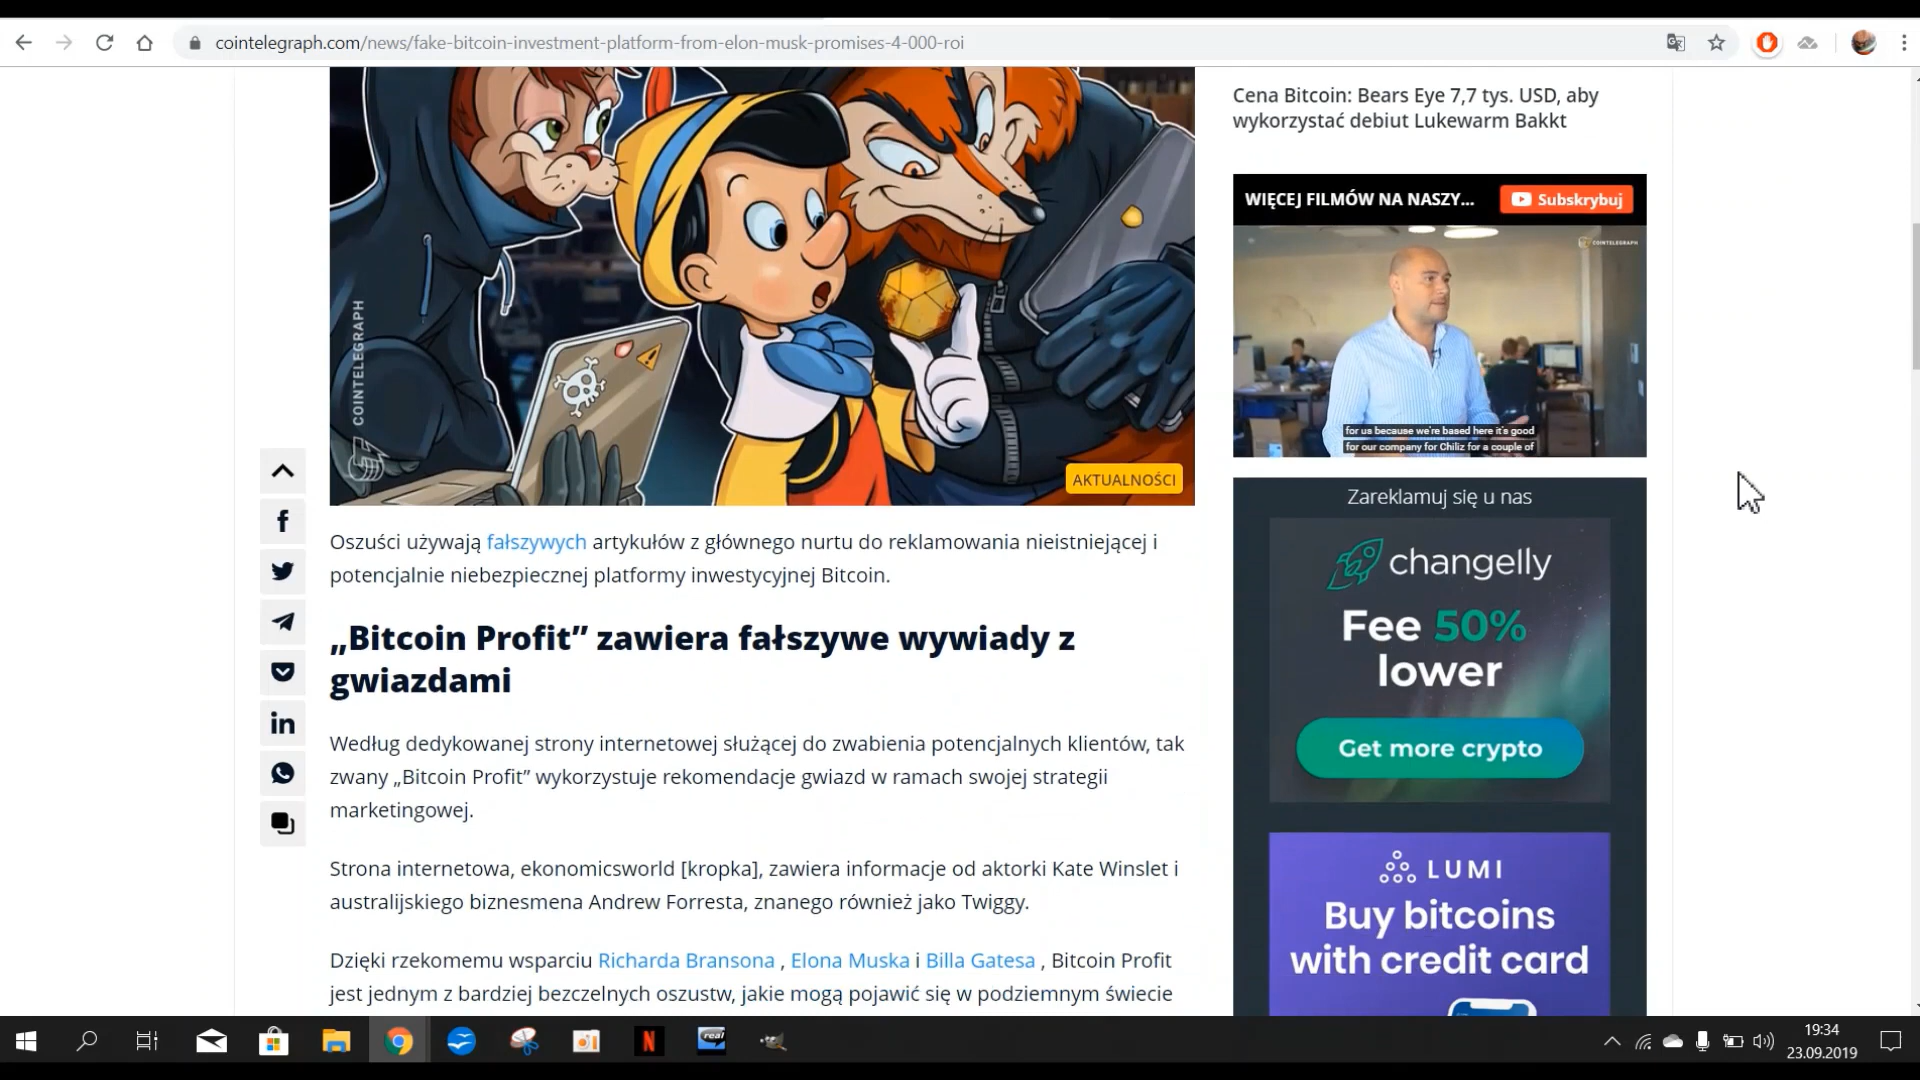 cointelegraph.com/news/fake-bitcoin-investment-platform-from-elon-musk-promises-4-000-roi
COINTELEGRAPH
AKTUALNOŚCI
Oszuści używają fałszywych artykułów z głównego nurtu do reklamowania nieistniejącej i
potencjalnie niebezpiecznej platformy inwestycyjnej Bitcoin.
„Bitcoin Profit” zawiera fałszywe wywiady z
gwiazdami
Według dedykowanej strony internetowej służącej do zwabienia potencjalnych klientów, tak
zwany „Bitcoin Profit” wykorzystuje rekomendacje gwiazd w ramach swojej strategii
marketingowej.
Strona internetowa, ekonomicsworld [kropka], zawiera informacje od aktorki Kate Winslet i
australijskiego biznesmena Andrew Forresta, znanego również jako Twiggy.
Dzięki rzekomemu wsparciu Richarda Bransona , Elona Muska i Billa Gatesa , Bitcoin Profit
jest jednym z bardziej bezczelnych oszustw, jakie mogą pojawić się w podziemnym świecie
Cena Bitcoin: Bears Eye 7,7 tys. USD, aby
wykorzystać debiut Lukewarm Bakkt
WIĘCEJ FILMÓW NA NASZY...
Subskrybuj
COINTELEGRAPH
for us because we're based here it's good
for our company for Chiliz for a couple of
Zareklamuj się u nas
changelly
Fee 50%
lower
Get more crypto
LUMI
Buy bitcoins
with credit card
real
19:34
23.09.2019